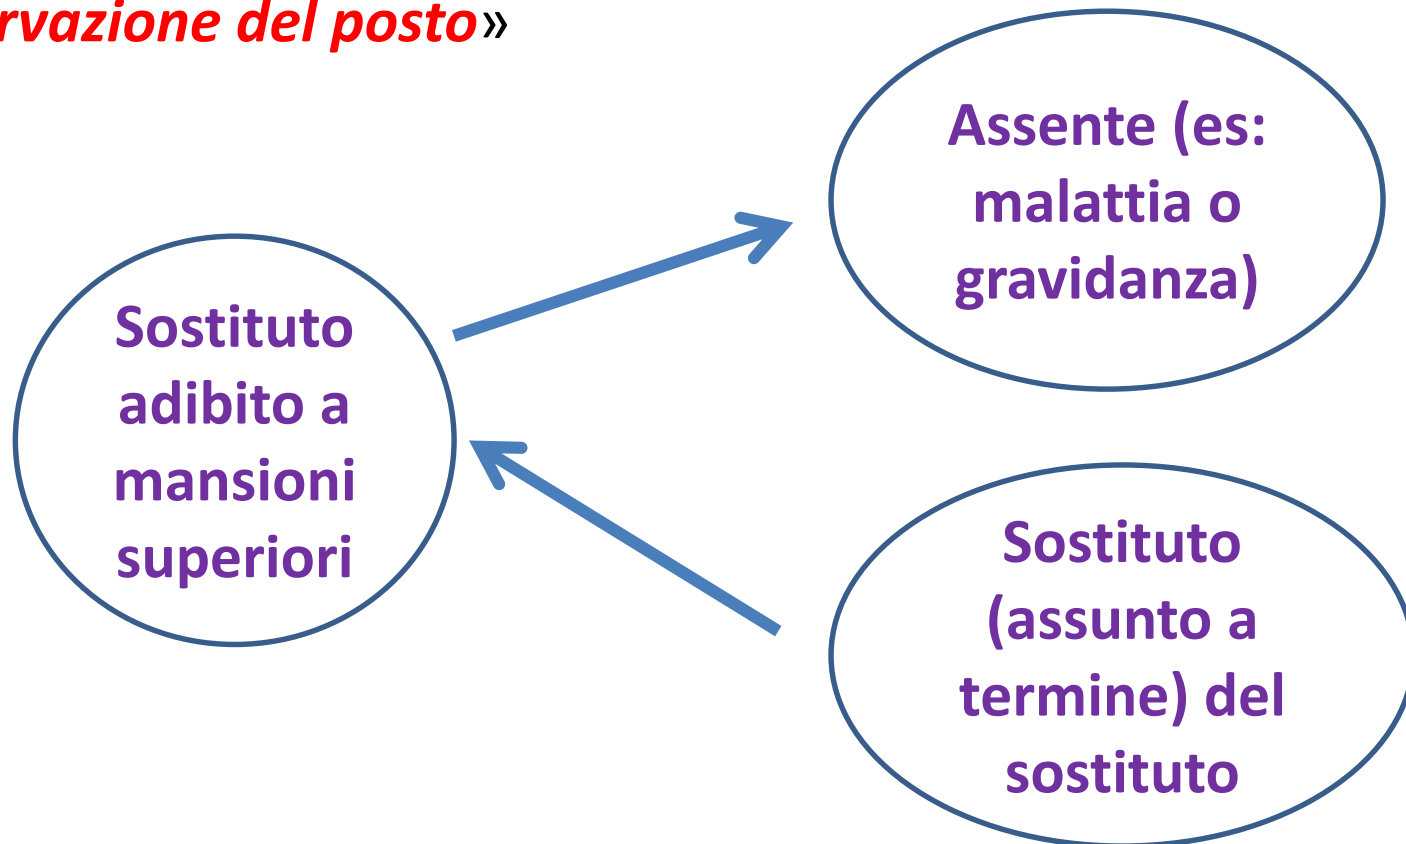 rvazione del posto»
Assente (es:
malattia o
gravidanza)
Sostituto
adibito a
mansioni
superiori
Sostituto
(assunto a
termine) del
sostituto